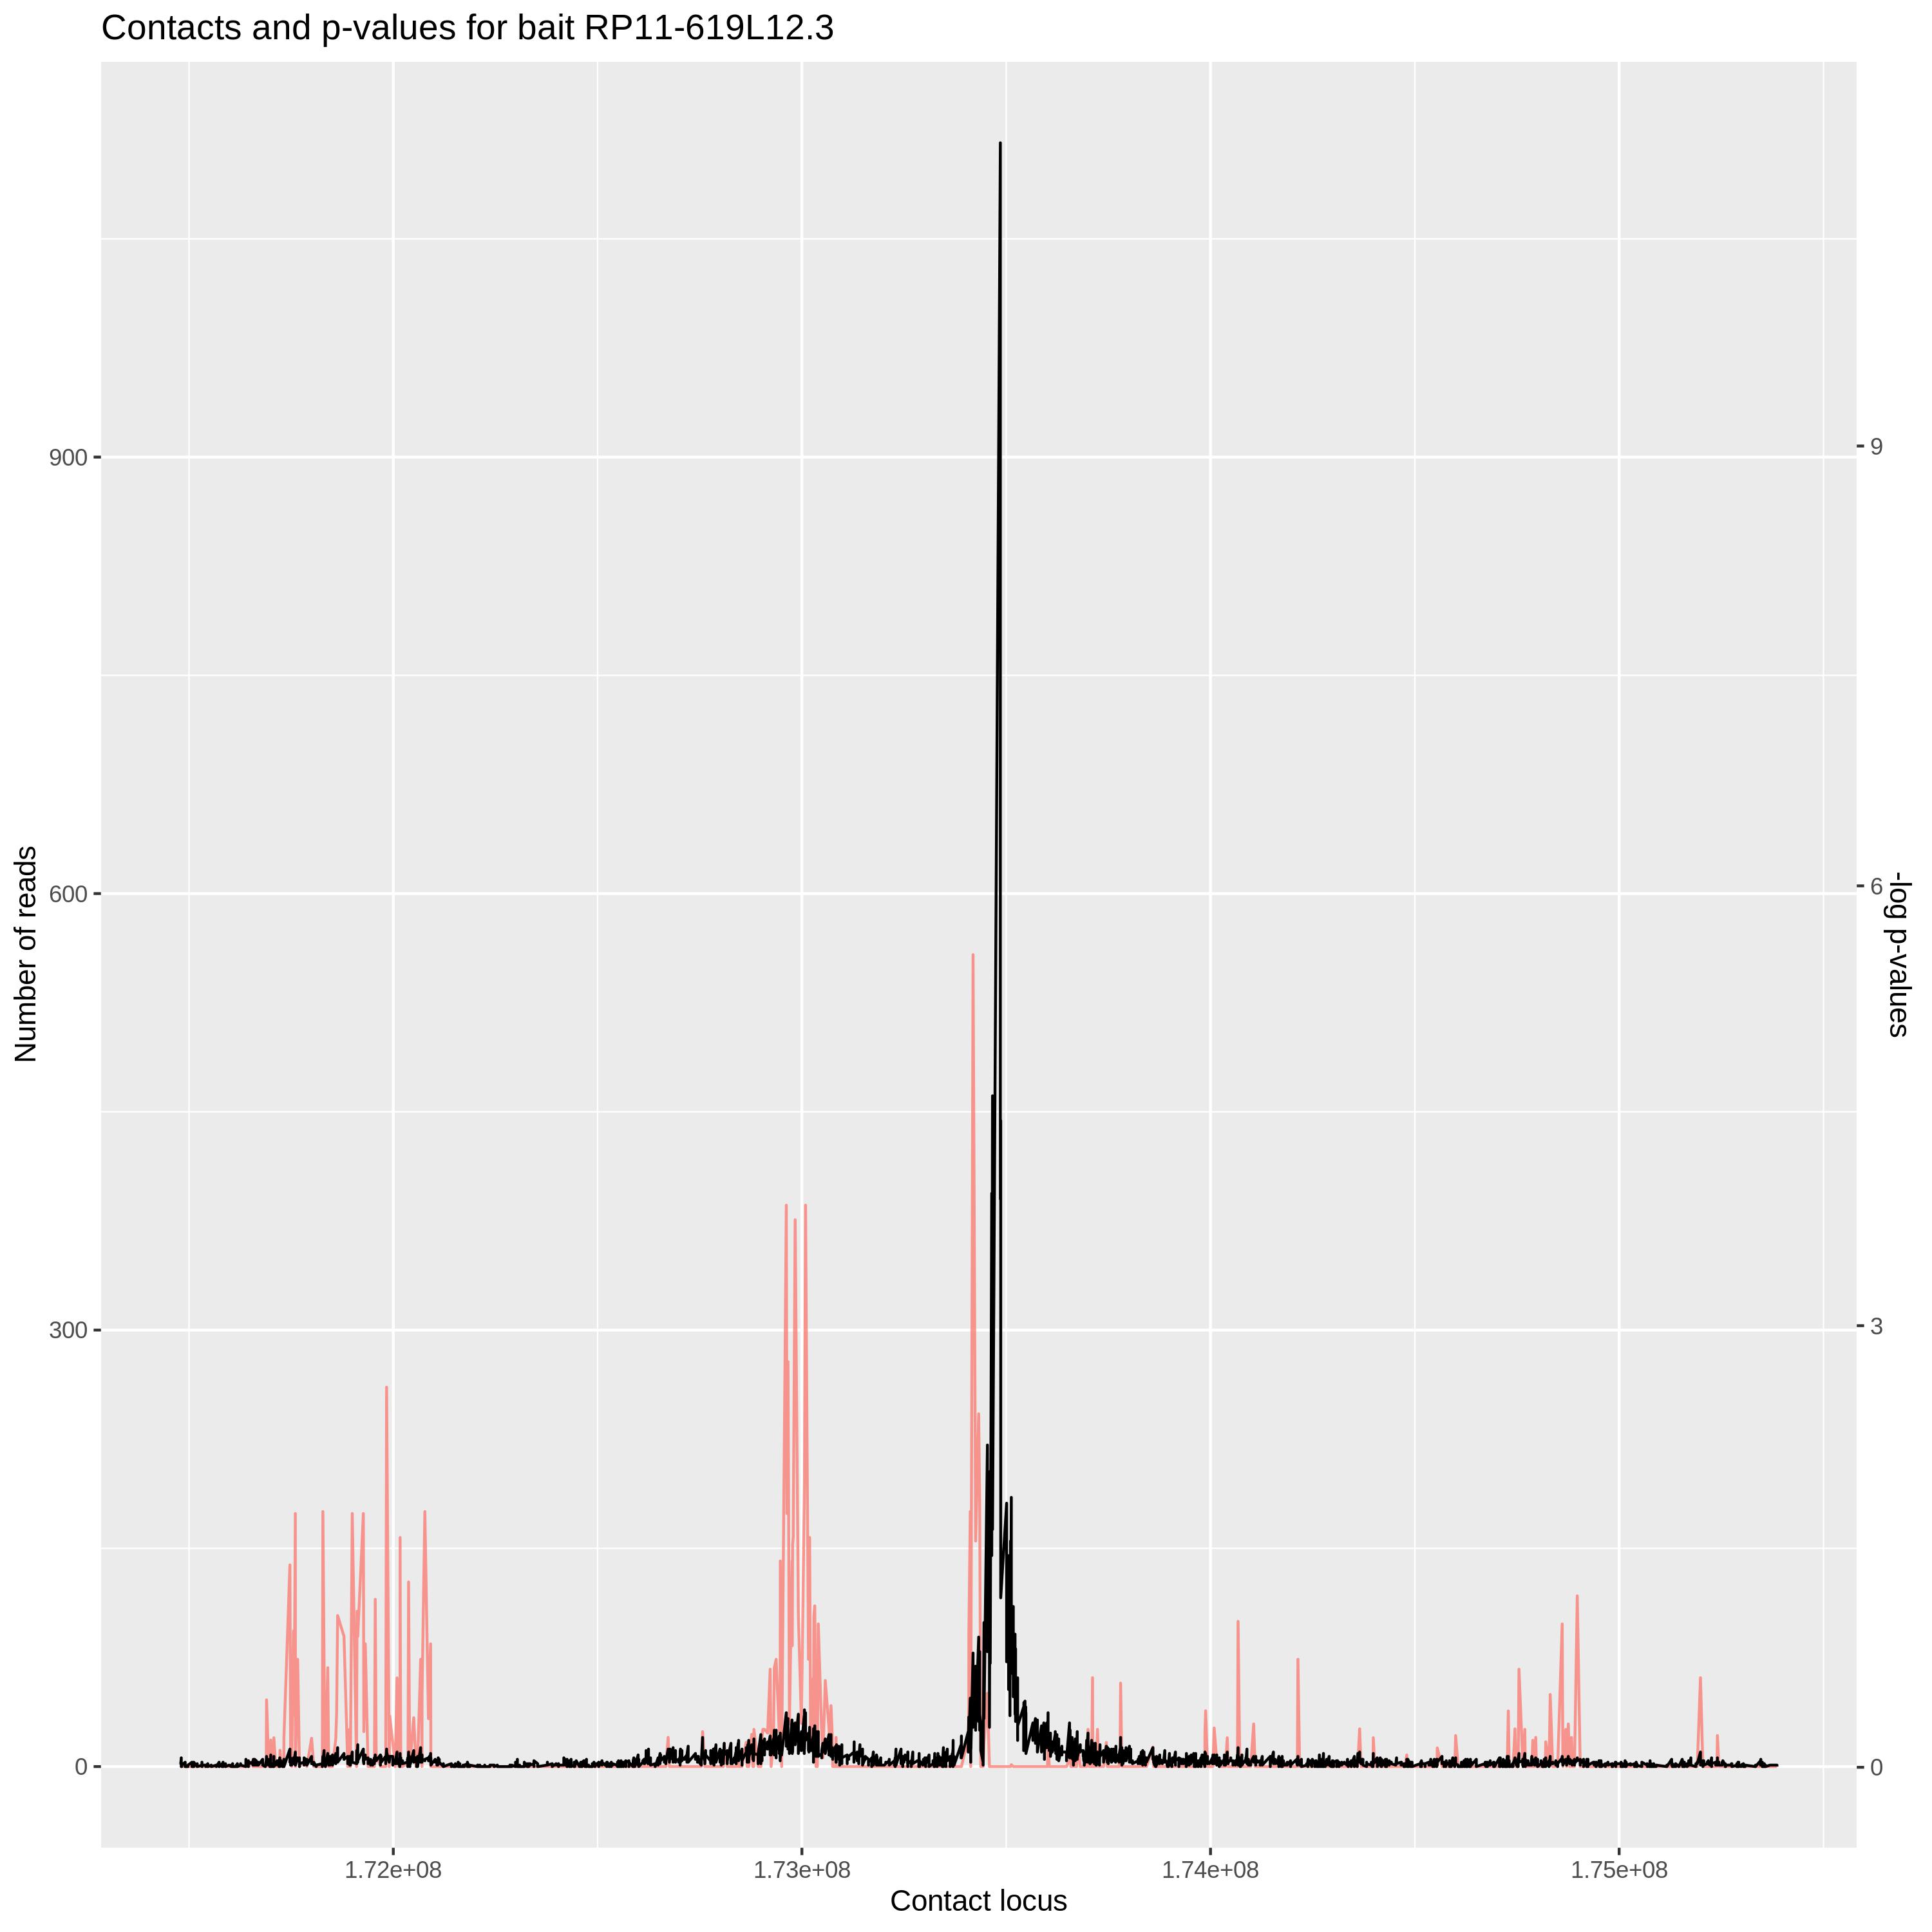 Contacts and p-values for bait RP11-619L12.3
900
600
300
0
9
6
3
0
Number of reads
-log p-values
1.72e+08
1.73e+08
1.74e+08
1.75e+08
Contact locus